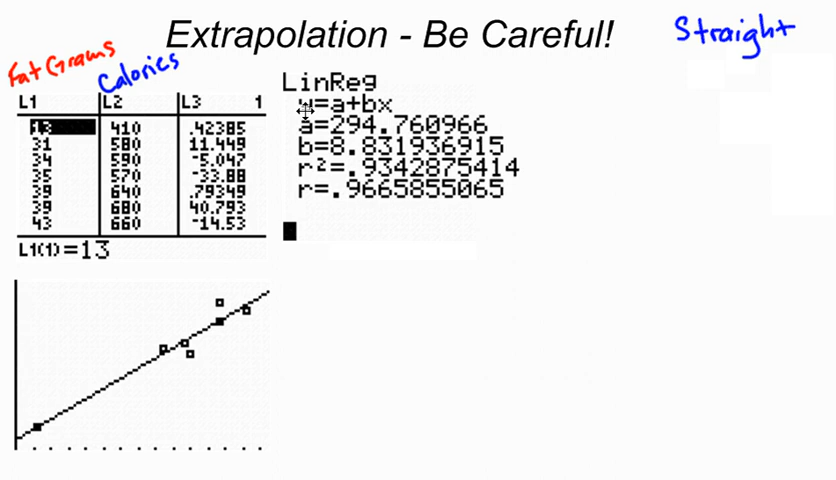 Extrapolation - Be Careful!
Straight
Fat Grams
Calories
L1 L2 L3 1
13 410 .42385
31 580 11.449
34 590 -5.047
35 570 -33.88
39 640 .79349
39 680 40.793
43 660 -14.53
L1(1)=13
LinReg
y=a+bx
a=294.760966
b=8.831936915
r²=.9342875414
r=.9665855065